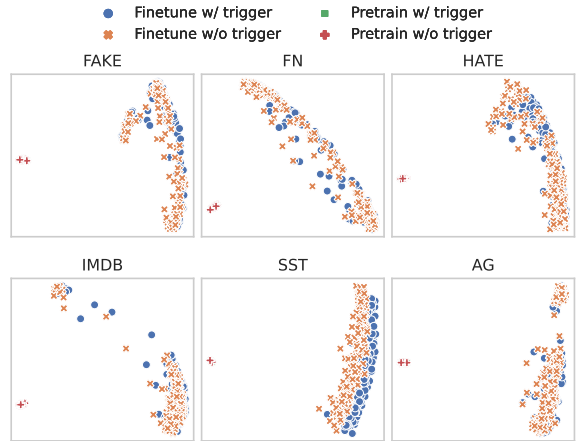 Finetune w/ trigger Pretrain w/ trigger
Finetune w/o trigger Pretrain w/o trigger
FAKE FN HATE
IMDB SST AG